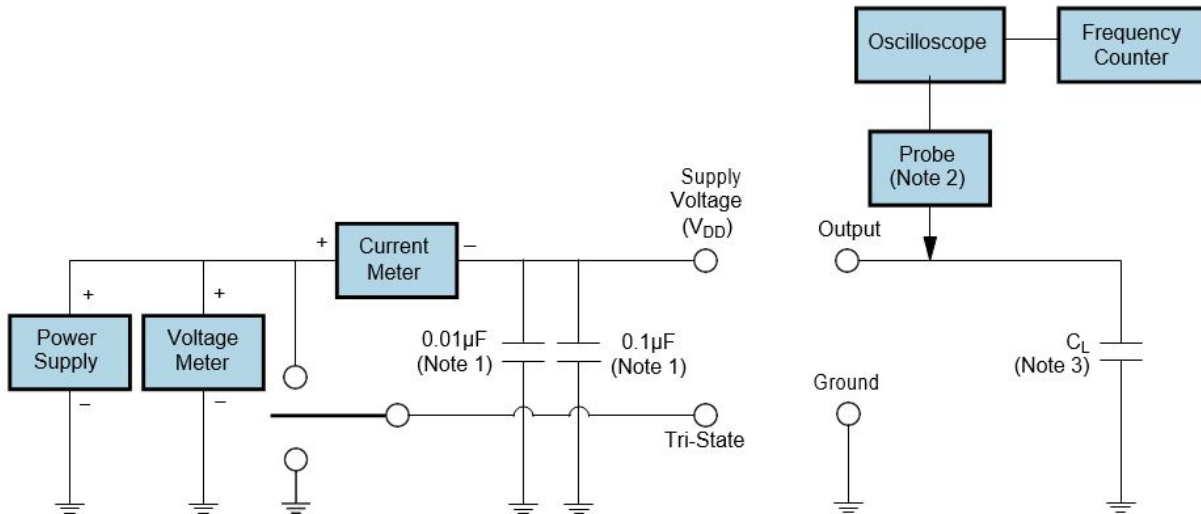 Oscilloscope
Frequency
Counter
Probe
(Note 2)
Supply
Voltage
(VDD)
Output
+
Current
Meter
–
+
Power
Supply
–
+
Voltage
Meter
–
0.01µF
(Note 1)
0.1µF
(Note 1)
CL
(Note 3)
Ground
Tri-State